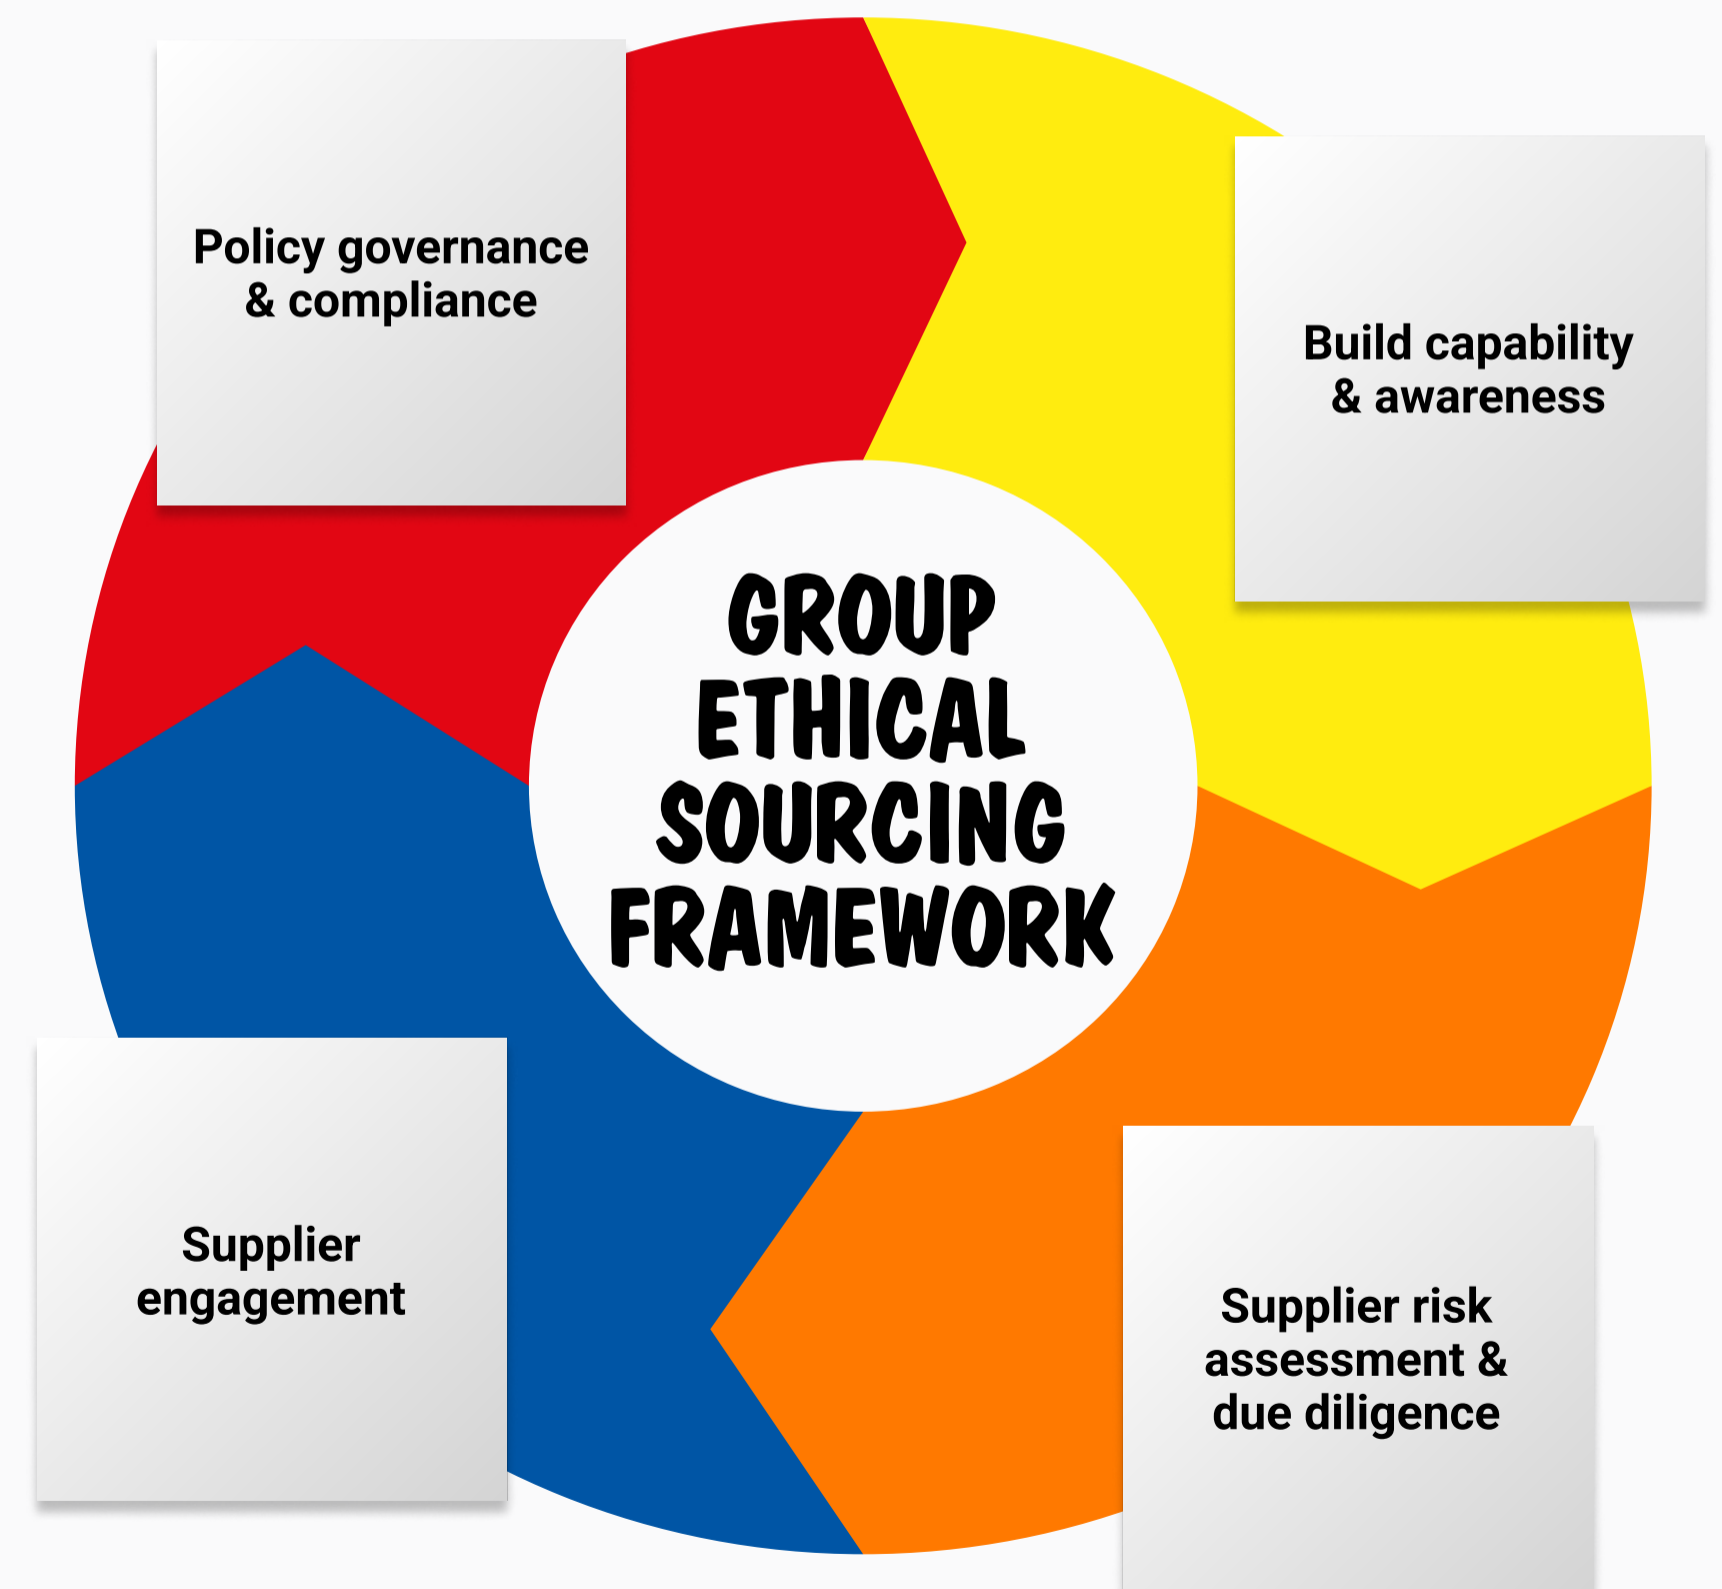 Policy governance
& compliance
Build capability
& awareness
GROUP
ETHICAL
SOURCING
FRAMEWORK
Supplier
engagement
Supplier risk
assessment &
due diligence